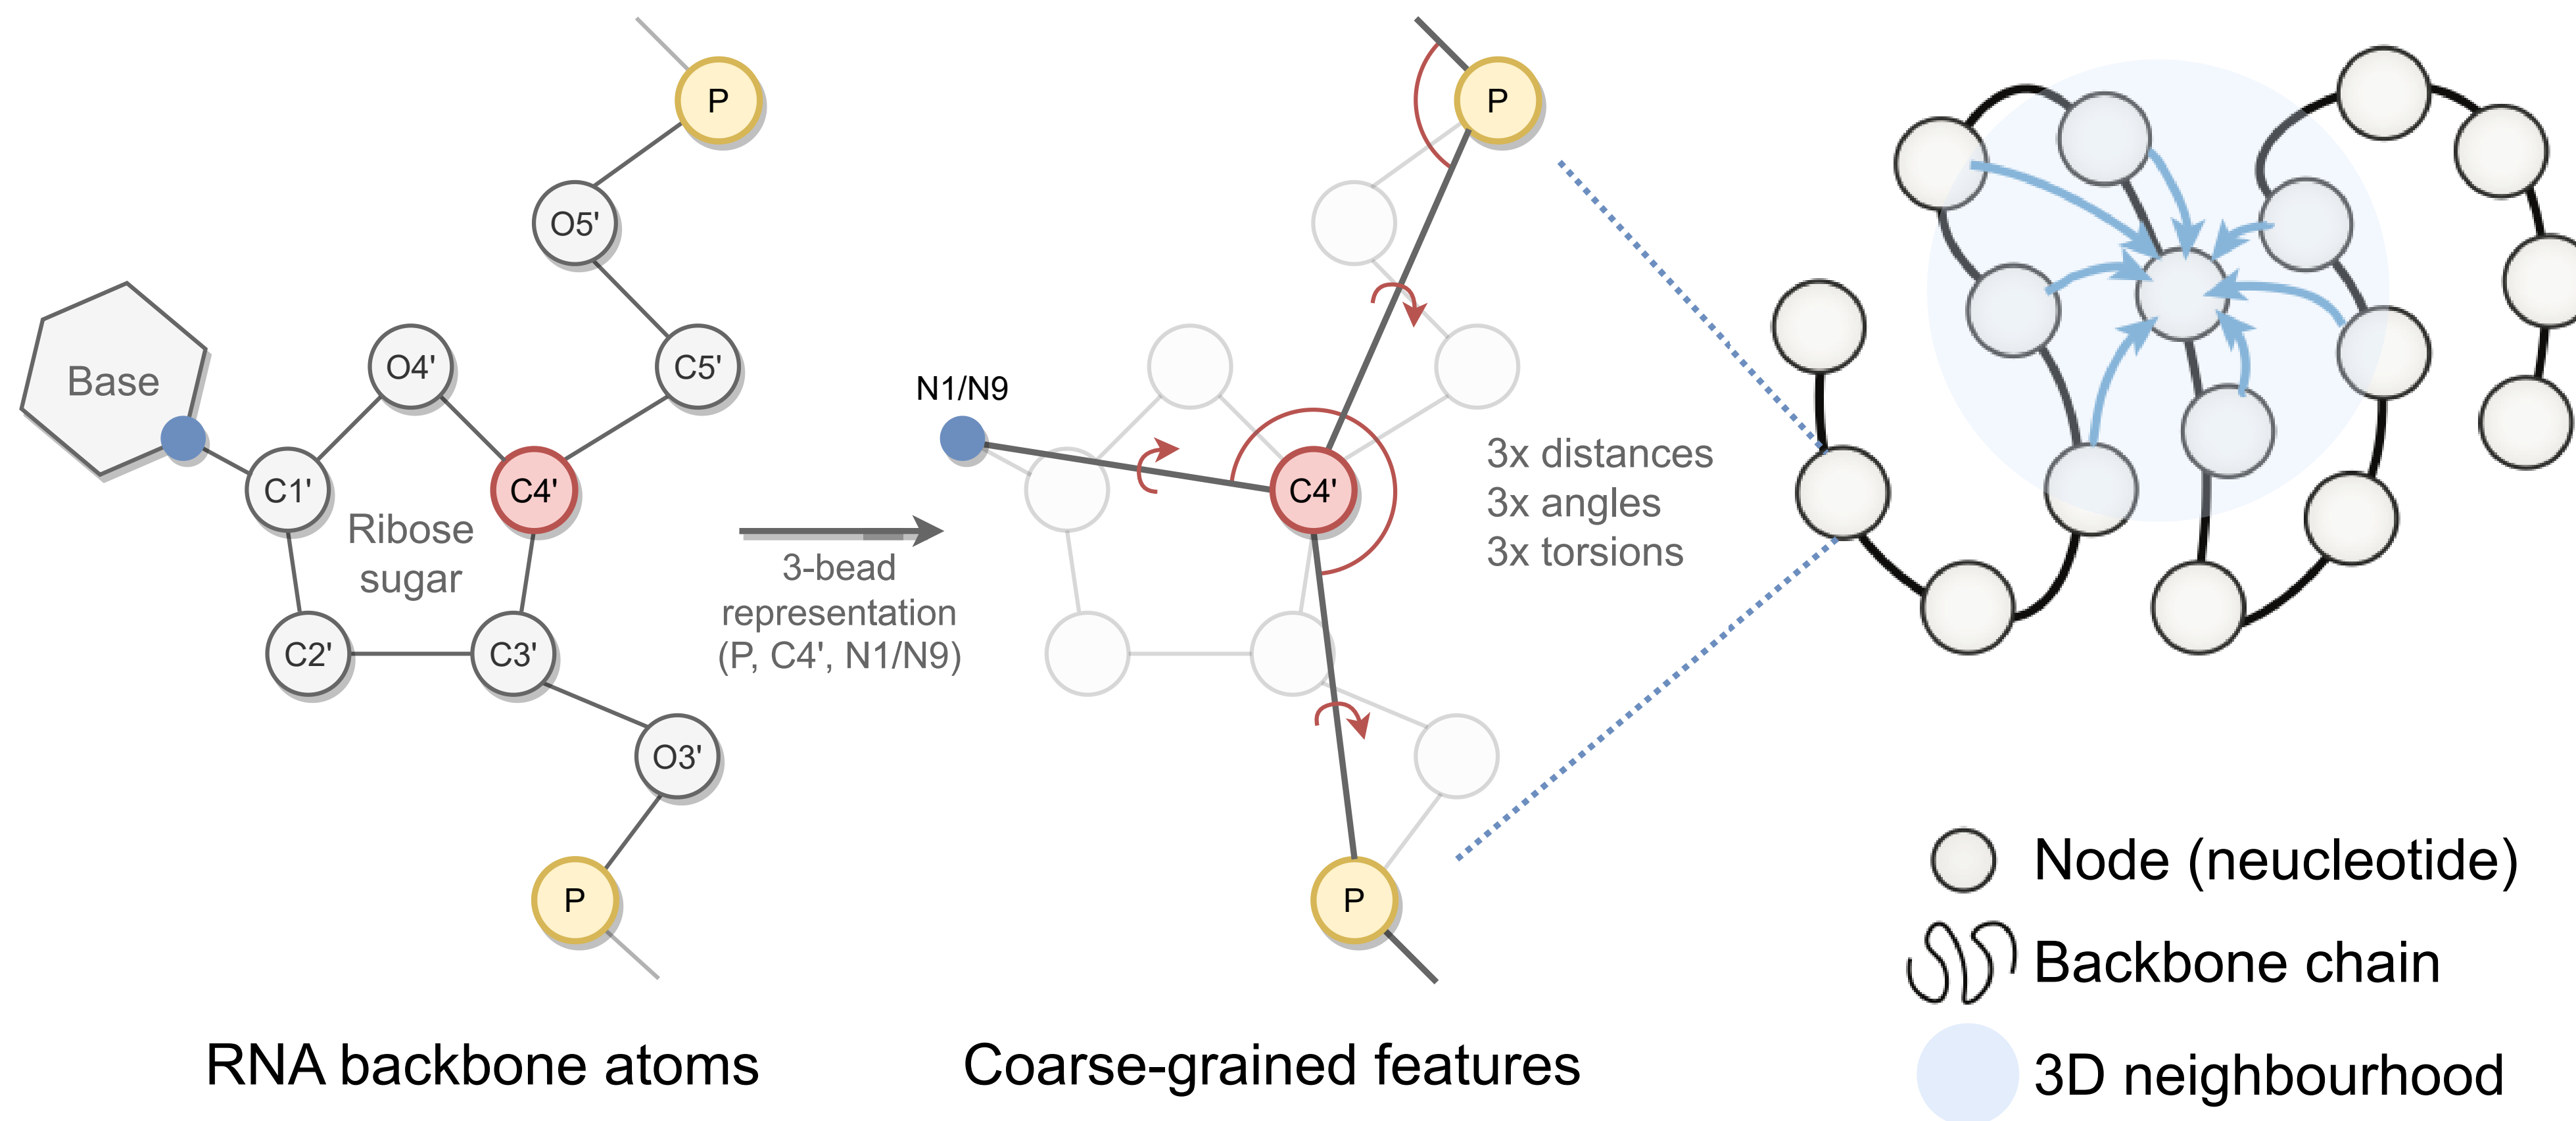 P
O5'
Base
O4'
C5'
C1'
C4'
Ribose
sugar
C2'
C3'
O3'
P
RNA backbone atoms
3-bead
representation
(P, C4', N1/N9)
P
N1/N9
C4'
3x distances
3x angles
3x torsions
P
Coarse-grained features
Node (neucleotide)
Backbone chain
3D neighbourhood